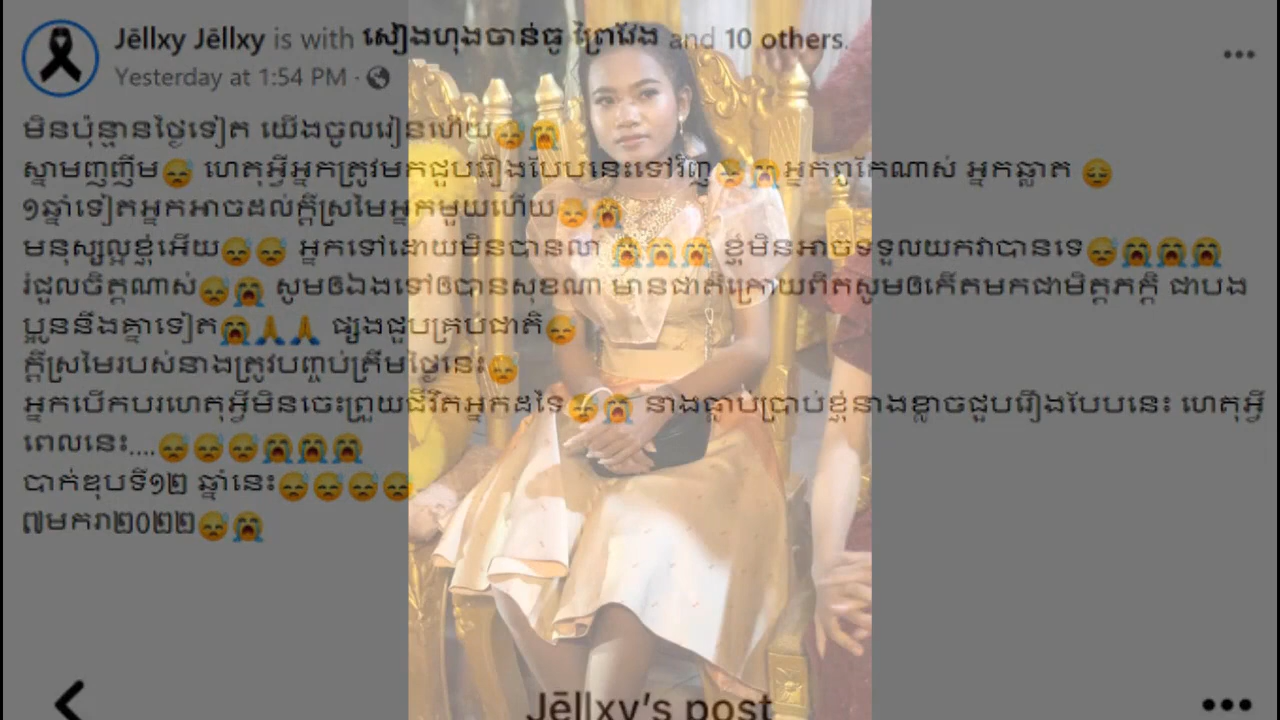 Jēllxy Jēllxy is with សៀងហុងចាន់ធូ ព្រៃវែង and 10 others.
Yesterday at 1:54 PM ·
មិនប៉ុន្មានថ្ងៃទៀត យើងចូលរៀនហើយ😓😭
ស្នាមញញឹម😓 ហេតុអ្វីអ្នកត្រូវមកជួបរឿងបែបនេះទៅវិញ😓😭អ្នកពូកែណាស់ អ្នកឆ្លាត 😔
១ឆ្នាំទៀតអ្នកអាចដល់ក្ដីស្រមៃអ្នកមួយហើយ😓😭
មនុស្សល្អខ្ញុំអើយ😓😓 អ្នកទៅដោយមិនបានលា 😭😭😭 ខ្ញុំមិនអាចទទួលយកវាបានទេ😓😭😭😭
រំជួលចិត្តណាស់😓😭 សូមឲឯងទៅឲបានសុខណា មានជាតិក្រោយពិតសូមឲកើតមកជាមិត្តភក្ដិ ជាបង
ប្អូននឹងគ្នាទៀត😭🙏🙏 ផ្សងជួបគ្រប់ជាតិ😓
ក្ដីស្រមៃរបស់នាងត្រូវបញ្ចប់ត្រឹមថ្ងៃនេះ😓
អ្នកបើកបរហេតុអ្វីមិនចេះព្រួយជីវិតអ្នកដទៃ😓😭 នាងធ្លាប់ប្រាប់ខ្ញុំនាងខ្លាចជួបរឿងបែបនេះ ហេតុអ្វី
ពេលនេះ....😓😓😓😭😭😭
បាក់ឌុបទី១២ ឆ្នាំនេះ😓😓😓😓
៧មករា២0២២😓😭
Jēllxy's post